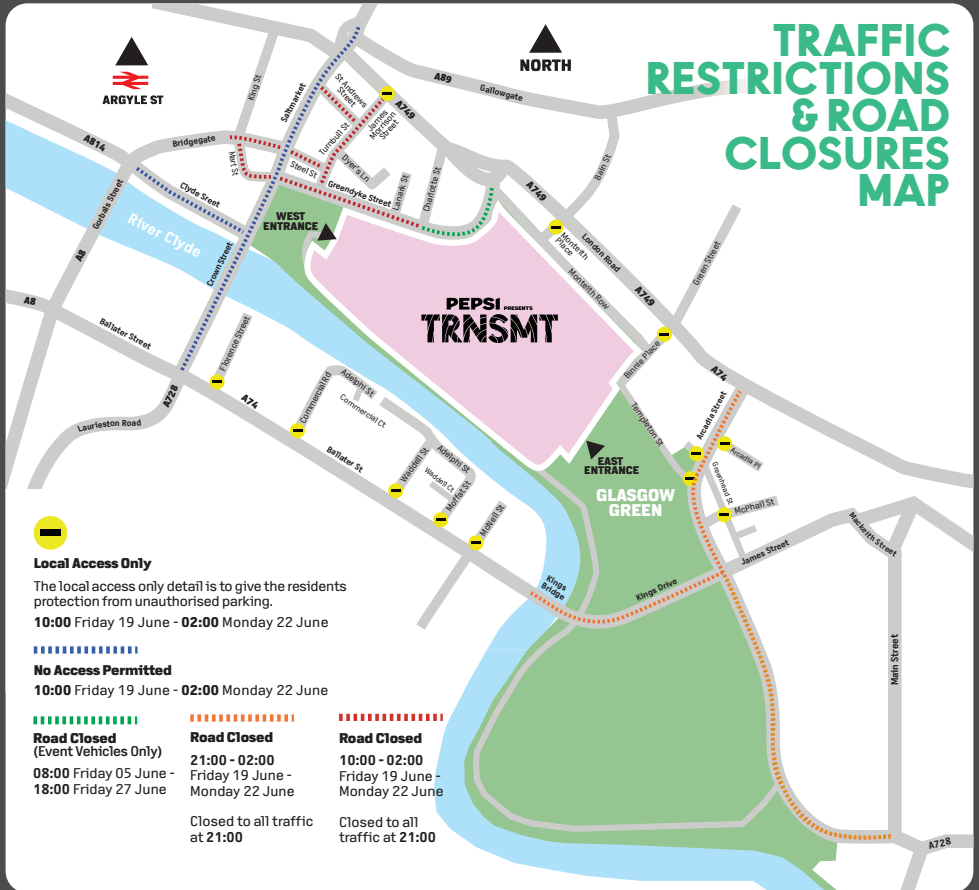 TRAFFIC
RESTRICTIONS
& ROAD
CLOSURES
MAP
ARGYLE ST
NORTH
King St
Saltmarket
St Andrews
Street
A749
A89
Gallowgate
James
Morrison
Street
Turnbull St
A814
Bridgegate
Mart St
Steel St
Dyer's Ln
Greendyke Street
Lanark St
Charlotte St
Bain St
A749
Clyde Sreet
Gorbals Street
River Clyde
WEST
ENTRANCE
Monteith
Place
London Road
Monteith Row
A749
Green Street
A8
Crown Street
A8
Ballater Street
Florence Street
PEPSI PRESENTS
TRNSMT
Binnie Place
A74
A728
A74
Laurieston Road
Commercial Rd
Adelphi St
Commercial Ct
Templeton St
Arcadia Street
Arcadia Pl
Ballater St
Waddell St
Adelphi St
Waddell Ct
Moffat St
McNeil St
EAST
ENTRANCE
GLASGOW
GREEN
Greenhead St
McPhail St
Mackeith Street
James Street
Kings
Bridge
Kings Drive
Main Street
A728
Local Access Only
The local access only detail is to give the residents
protection from unauthorised parking.
10:00 Friday 19 June - 02:00 Monday 22 June
No Access Permitted
10:00 Friday 19 June - 02:00 Monday 22 June
Road Closed
(Event Vehicles Only)
08:00 Friday 05 June -
18:00 Friday 27 June
Road Closed
21:00 - 02:00
Friday 19 June -
Monday 22 June
Closed to all traffic
at 21:00
Road Closed
10:00 - 02:00
Friday 19 June -
Monday 22 June
Closed to all
traffic at 21:00